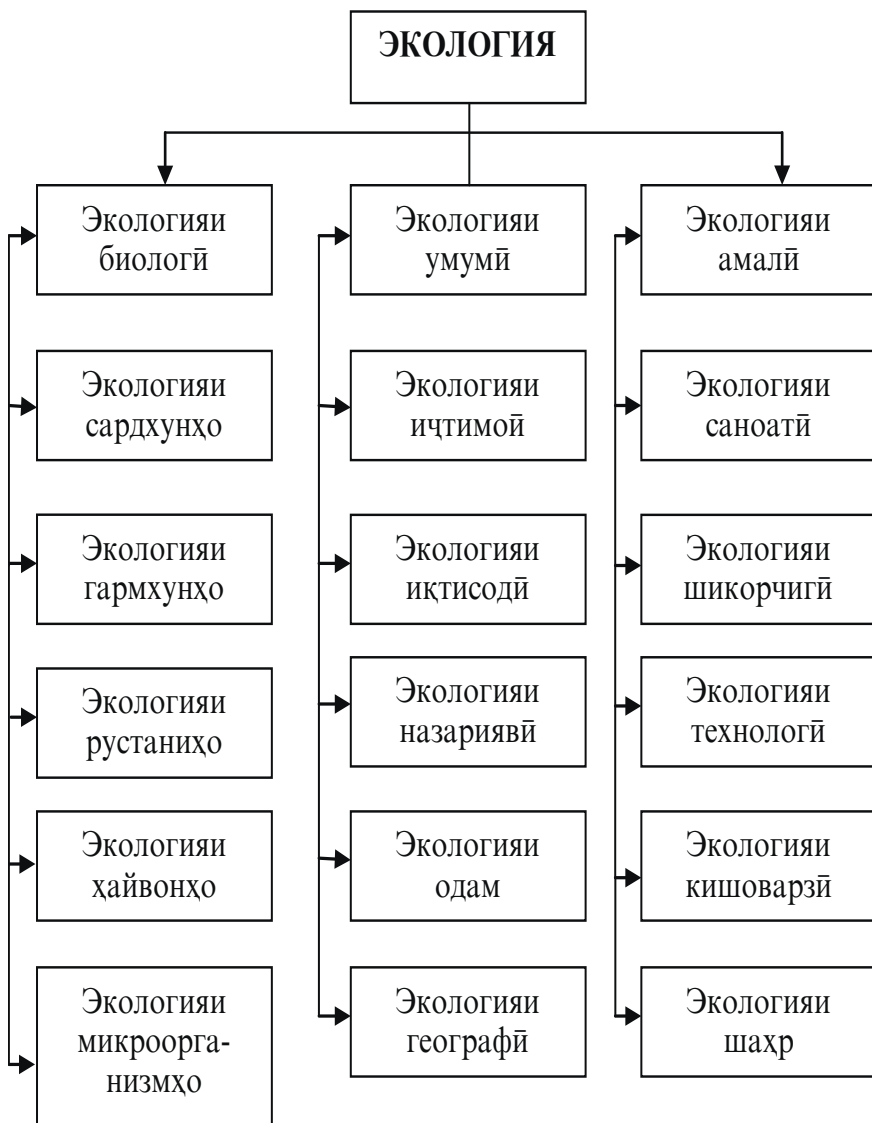 ЭКОЛОГИЯ
Экологияи
биологӣ
Экологияи
умумӣ
Экологияи
амалӣ
Экологияи
сардхунҳо
Экологияи
иҷтимоӣ
Экологияи
саноатӣ
Экологияи
гармхунҳо
Экологияи
иқтисодӣ
Экологияи
шикорчигӣ
Экологияи
рустаниҳо
Экологияи
назариявӣ
Экологияи
технологӣ
Экологияи
ҳайвонҳо
Экологияи
одам
Экологияи
кишоварзӣ
Экологияи
микроорга-
низмҳо
Экологияи
географӣ
Экологияи
шаҳр